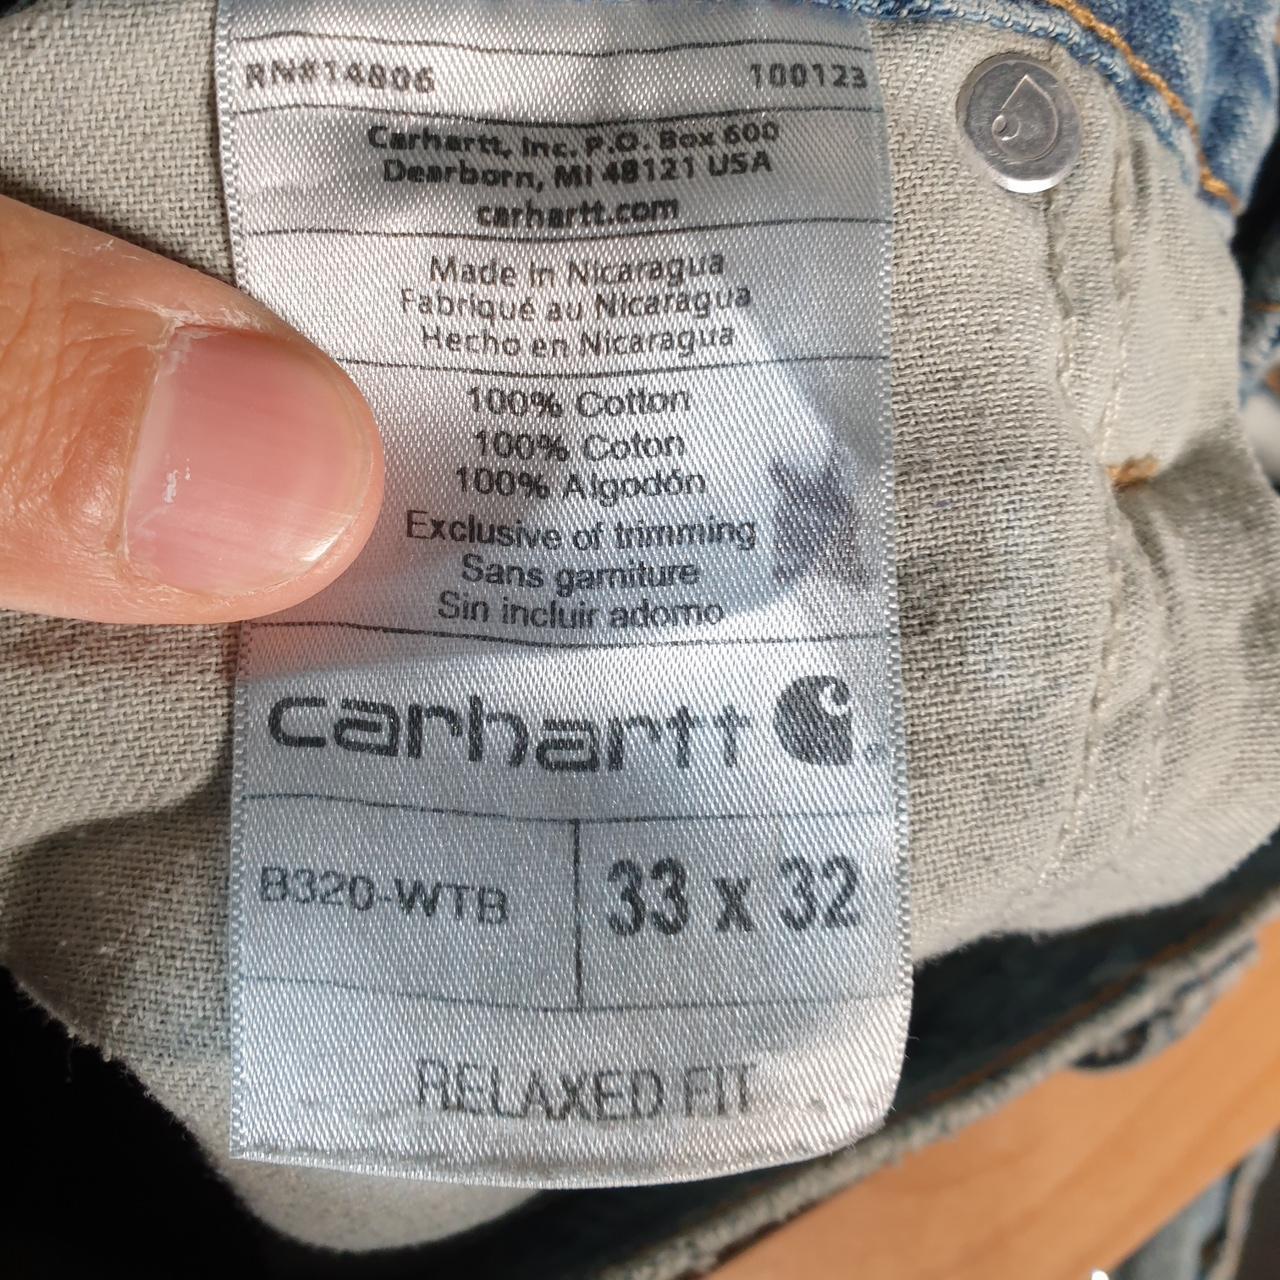 RN#14806 100123
Carhartt, Inc. P.O. Box 600
Dearborn, MI 48121 USA
carhartt.com
Made in Nicaragua
Fabriqué au Nicaragua
Hecho en Nicaragua
100% Cotton
100% Coton
100% Algodón
Exclusive of trimming
Sans garniture
Sin incluir adorno
carhartt
B320-WTB 33 x 32
RELAXED FIT